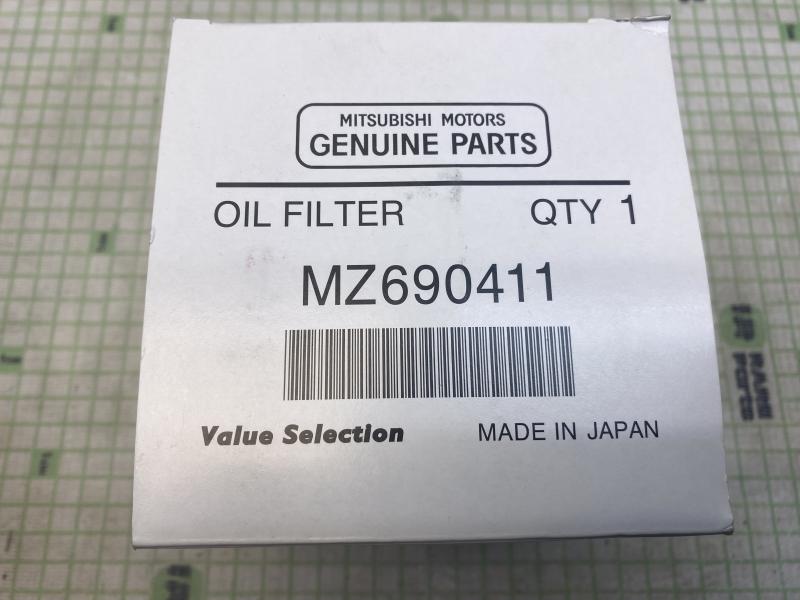 MITSUBISHI MOTORS
GENUINE PARTS
OIL FILTER QTY 1
MZ690411
Value Selection MADE IN JAPAN